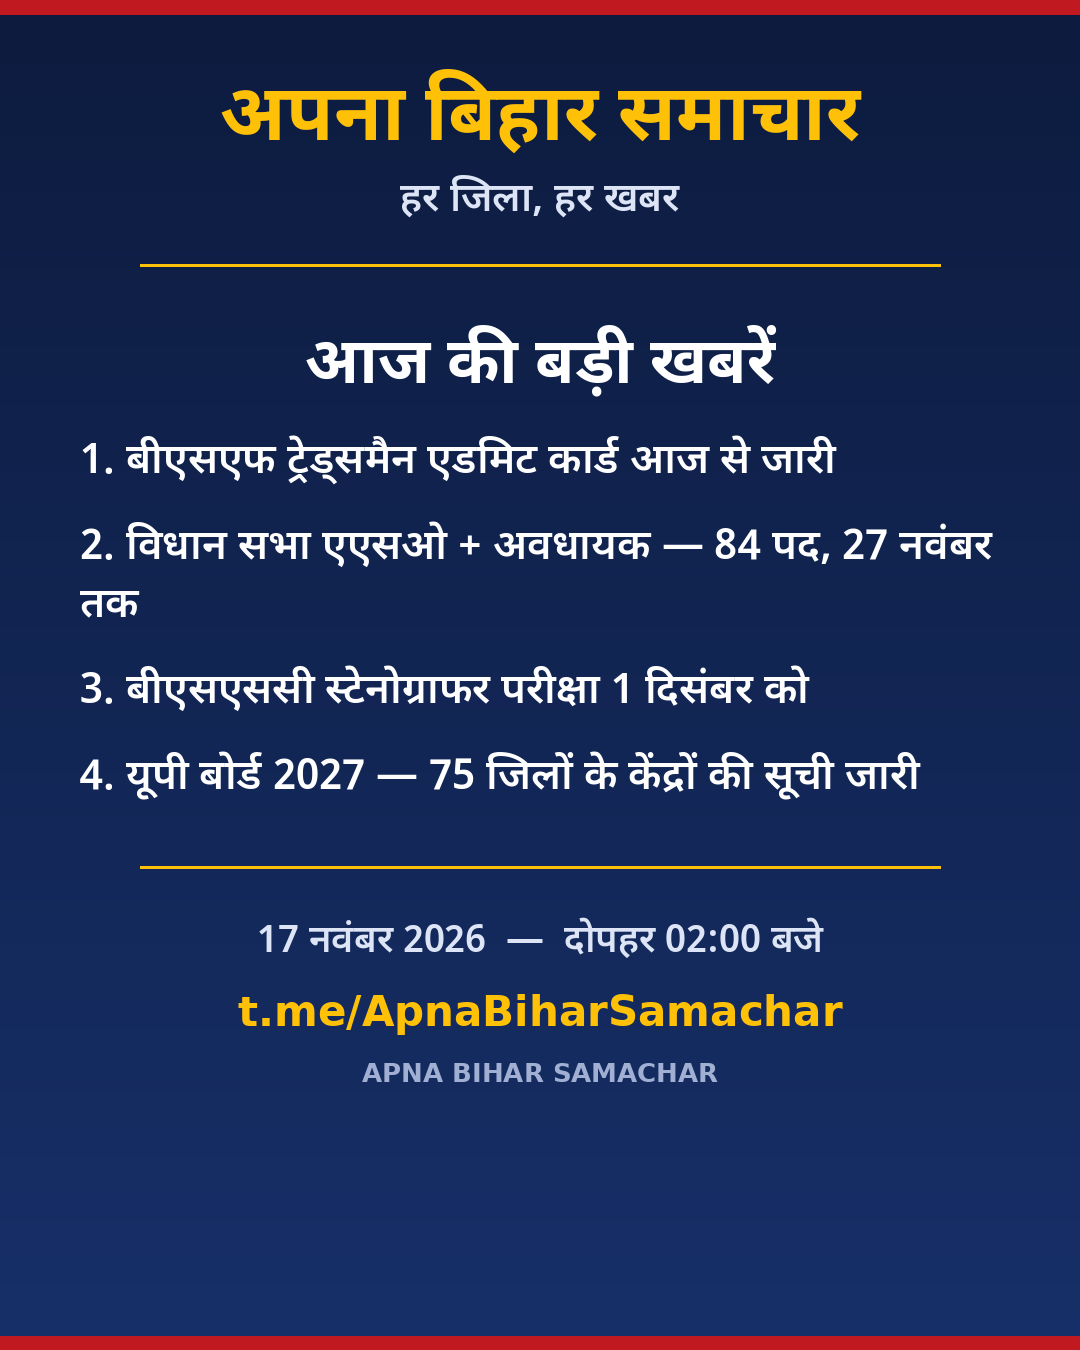 अपना बिहार समाचार
हर जिला, हर खबर
आज की बड़ी खबरें
1. बीएसएफ ट्रेड्समैन एडमिट कार्ड आज से जारी
2. विधान सभा एएसओ + अवधायक — 84 पद, 27 नवंबर
तक
3. बीएसएससी स्टेनोग्राफर परीक्षा 1 दिसंबर को
4. यूपी बोर्ड 2027 — 75 जिलों के केंद्रों की सूची जारी
17 नवंबर 2026 — दोपहर 02:00 बजे
t.me/ApnaBiharSamachar
APNA BIHAR SAMACHAR